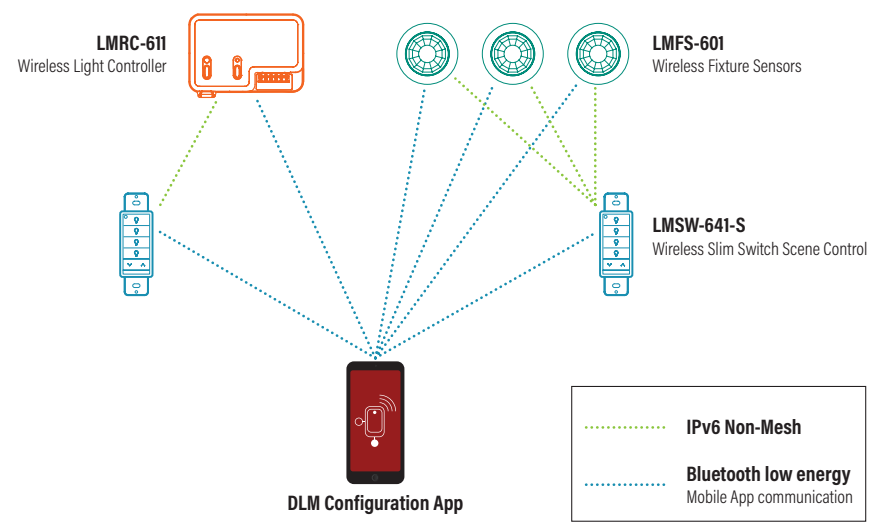 LMRC-611
Wireless Light Controller
LMFS-601
Wireless Fixture Sensors
LMSW-641-S
Wireless Slim Switch Scene Control
DLM Configuration App
IPv6 Non-Mesh
Bluetooth low energy
Mobile App communication